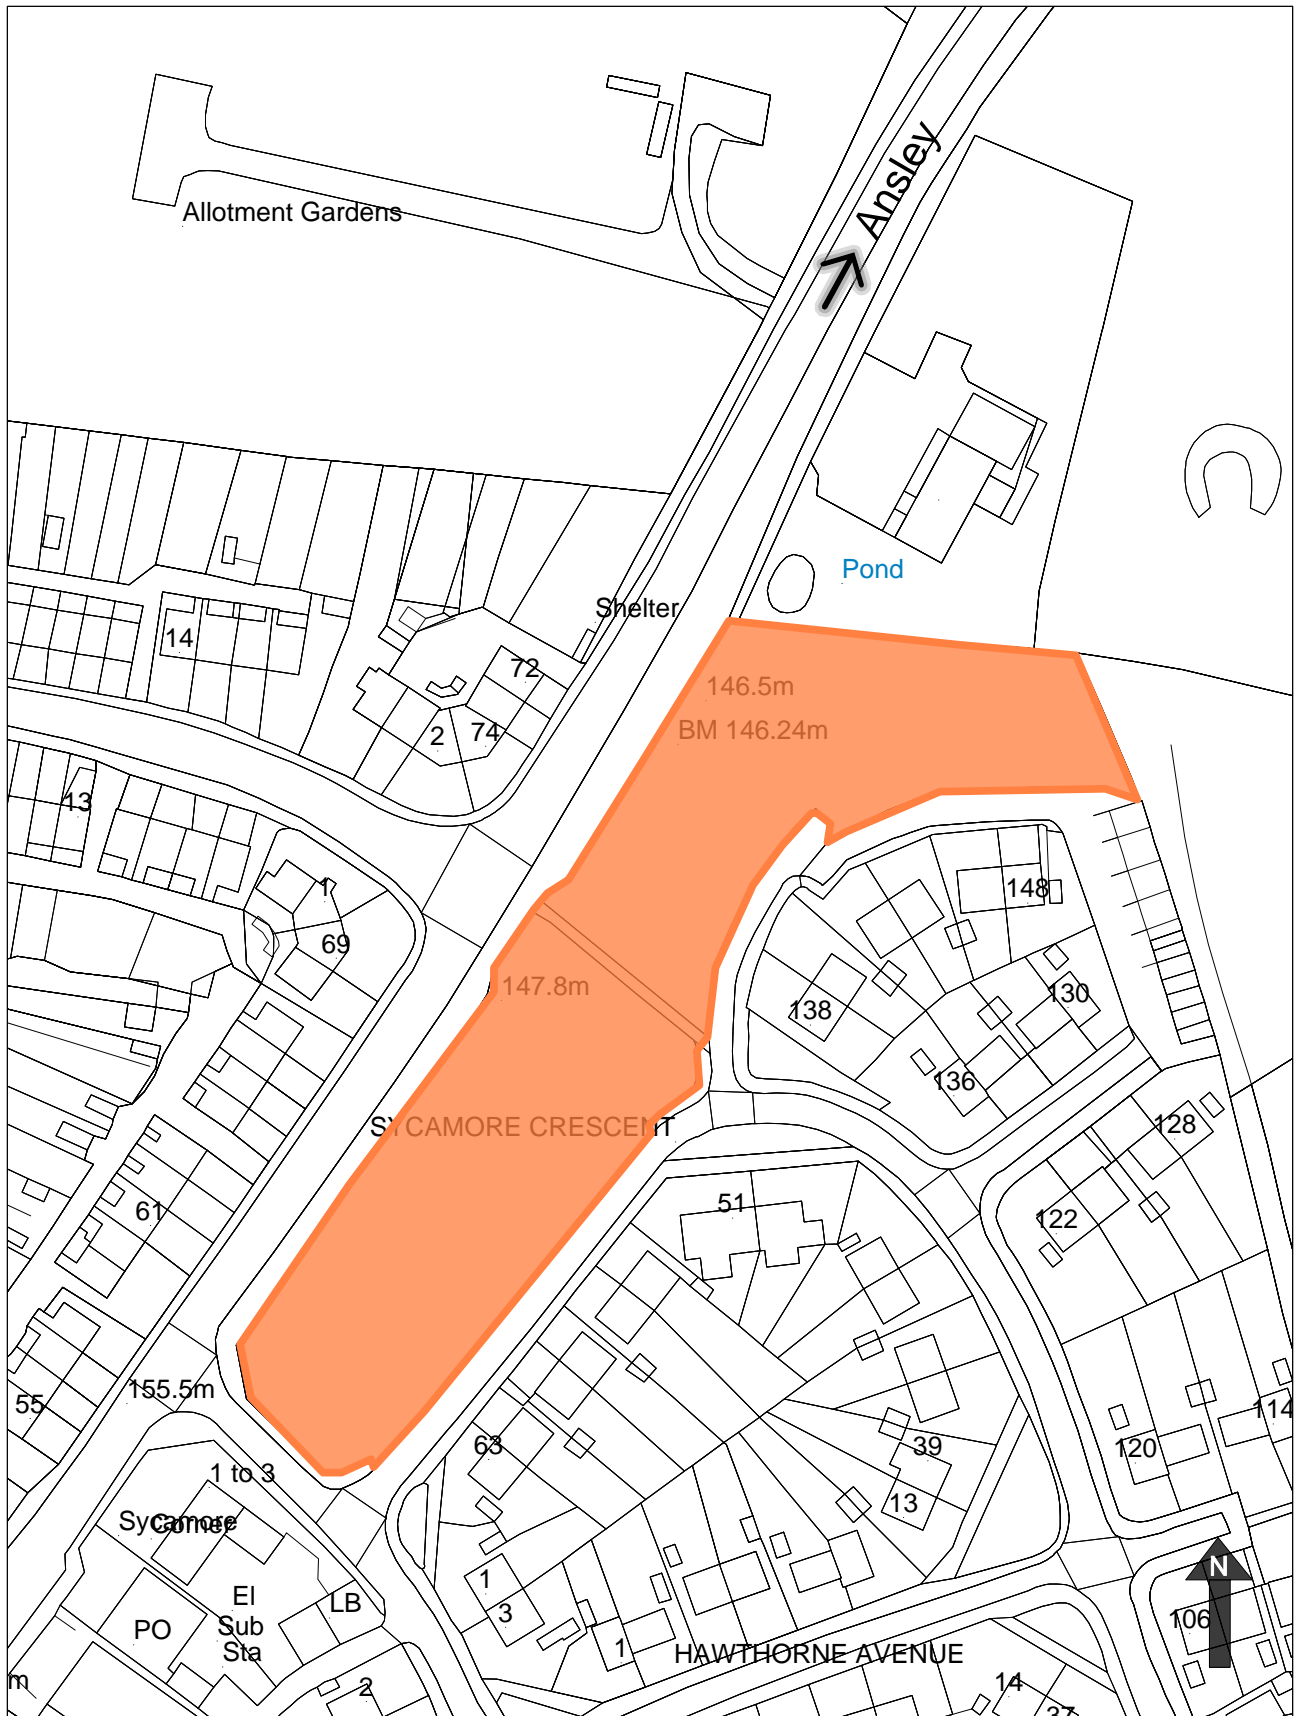 Ansley
Allotment Gardens
Pond
Shelter
14
72
146.5m
BM 146.24m
2
74
13
1
148
69
147.8m
130
138
136
SYCAMORE CRESCENT
128
51
61
122
155.5m
55
114
63
39
120
1 to 3
13
Sycamore
Corner
1
El
Sub
Sta
LB
3
PO
106
1
HAWTHORNE AVENUE
m
2
14
37
N